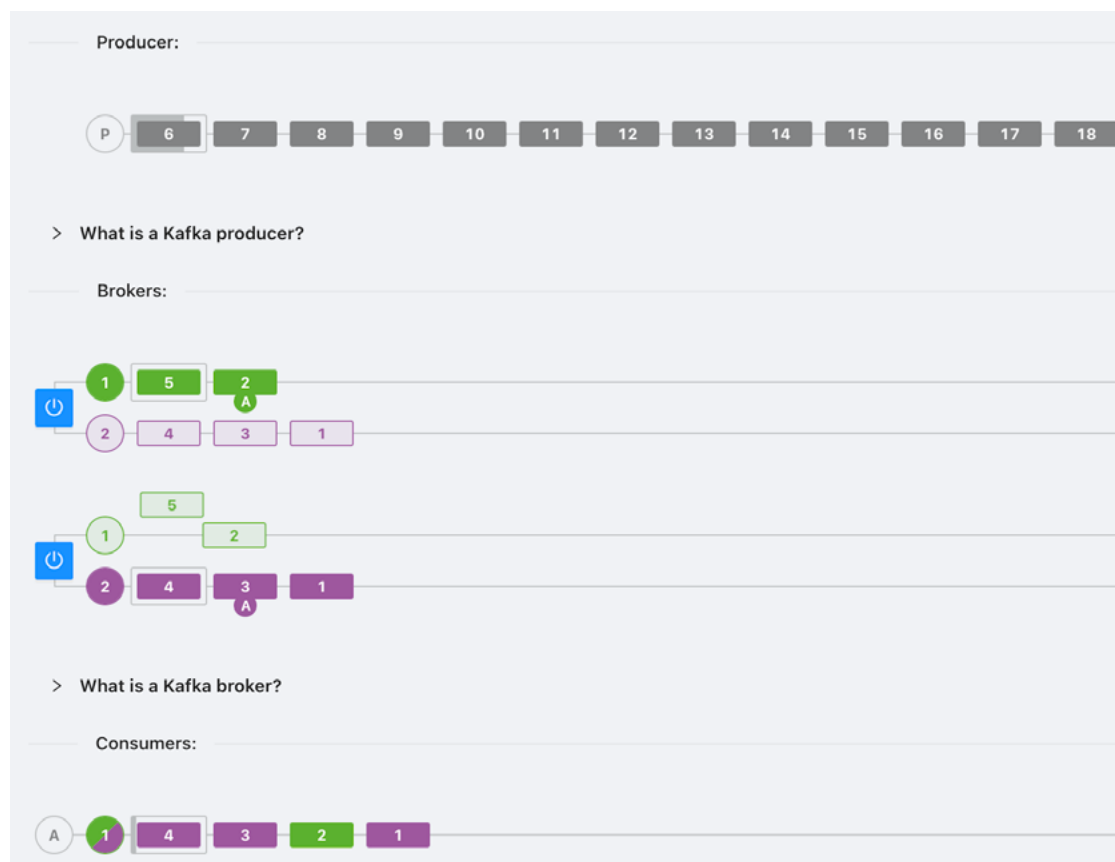 Producer:
P 6 7 8 9 10 11 12 13 14 15 16 17 18
What is a Kafka producer?
Brokers:
1 5 2
A
2 4 3 1
5
1 2
2 4 3 1
A
What is a Kafka broker?
Consumers:
A 1 4 3 2 1